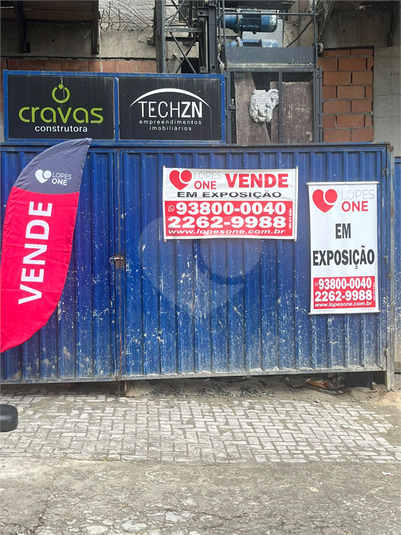 cravas
construtora
TECHZN
empreendimentos
imobiliários
LOPES
ONE
VENDE
LOPES
ONE VENDE
EM EXPOSIÇÃO
93800-0040
2262-9988
www.lopesone.com.br
LOPES
ONE
EM
EXPOSIÇÃO
93800-0040
2262-9988
www.lopesone.com.br